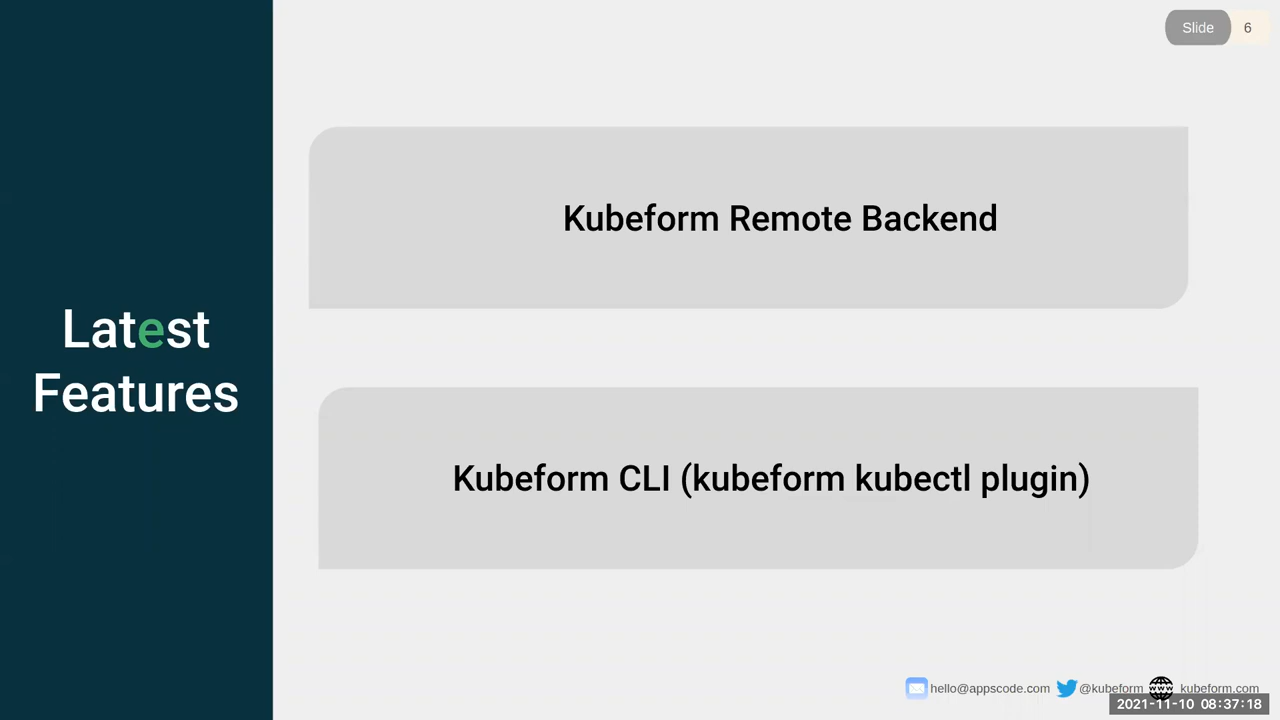 Slide 6
Latest
Features
Kubeform Remote Backend
Kubeform CLI (kubeform kubectl plugin)
hello@appscode.com @kubeform kubeform.com
2021-11-10 08:37:18